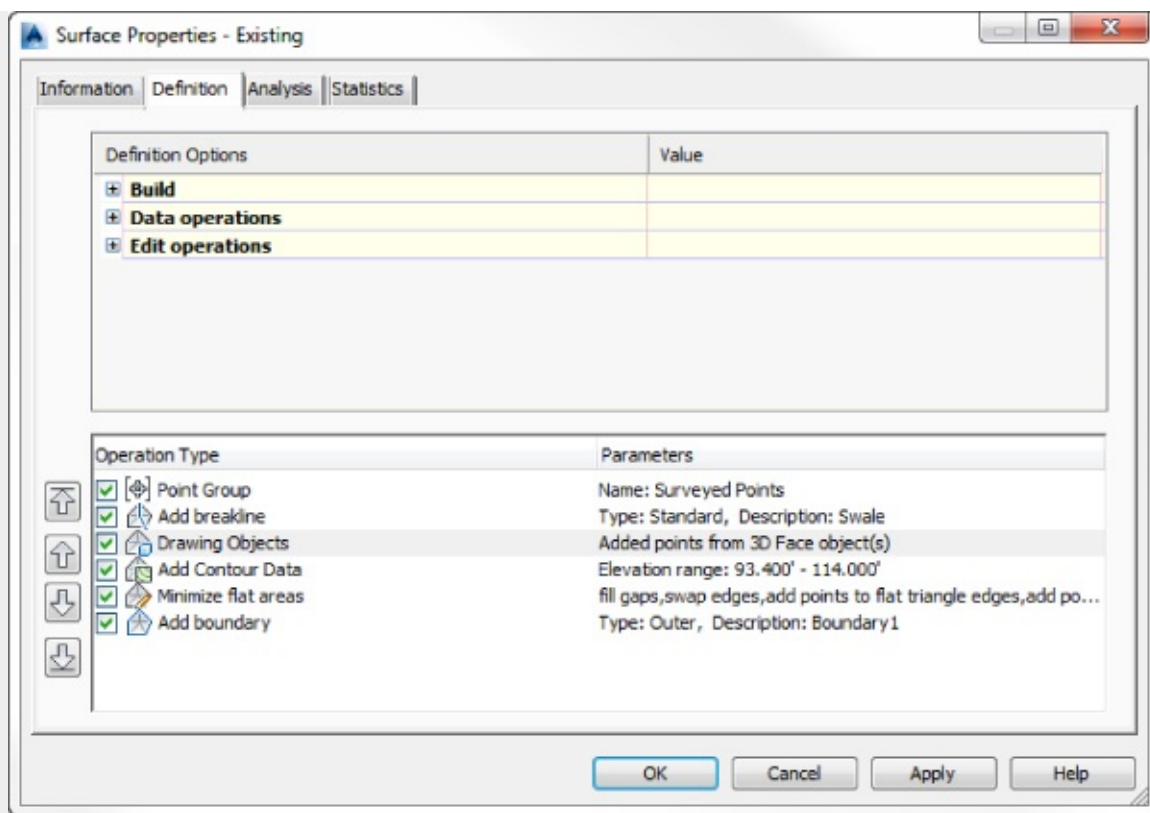 Surface Properties - Existing
Information Definition Analysis Statistics
Definition Options Value
Build
Data operations
Edit operations
Operation Type Parameters
Point Group Name: Surveyed Points
Add breakline Type: Standard, Description: Swale
Drawing Objects Added points from 3D Face object(s)
Add Contour Data Elevation range: 93.400' - 114.000'
Minimize flat areas fill gaps,swap edges,add points to flat triangle edges,add po...
Add boundary Type: Outer, Description: Boundary1
OK Cancel Apply Help